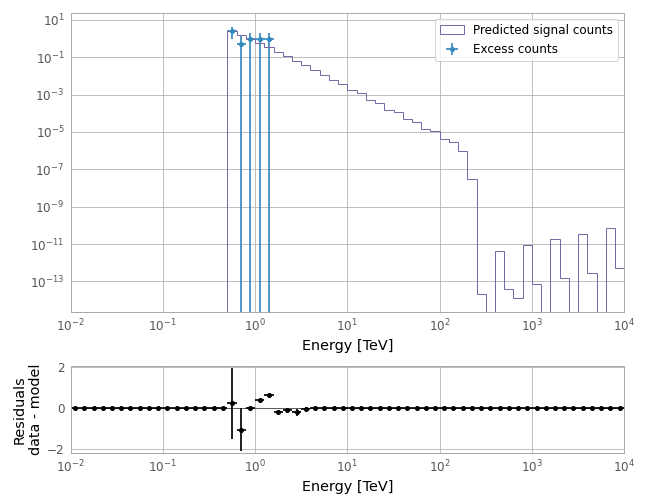 10^1
10^-1
10^-3
10^-5
10^-7
10^-9
10^-11
10^-13
Predicted signal counts
Excess counts
10^-2 10^-1 10^0 10^1 10^2 10^3 10^4
Energy [TeV]
Residuals
data - model
2
0
−2
10^-2 10^-1 10^0 10^1 10^2 10^3 10^4
Energy [TeV]